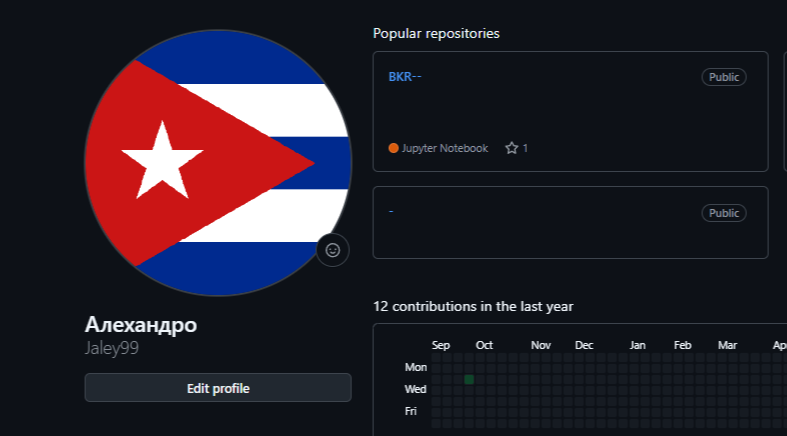 Popular repositories
BKR--
Public
Jupyter Notebook 1
-
Public
Алехандро
Jaley99
Edit profile
12 contributions in the last year
Sep Oct Nov Dec Jan Feb Mar Ap
Mon
Wed
Fri